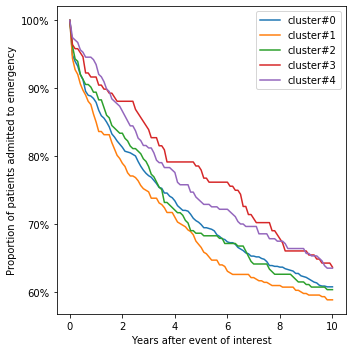 100%
90%
80%
70%
60%
Proportion of patients admitted to emergency
cluster#0
cluster#1
cluster#2
cluster#3
cluster#4
0 2 4 6 8 10
Years after event of interest